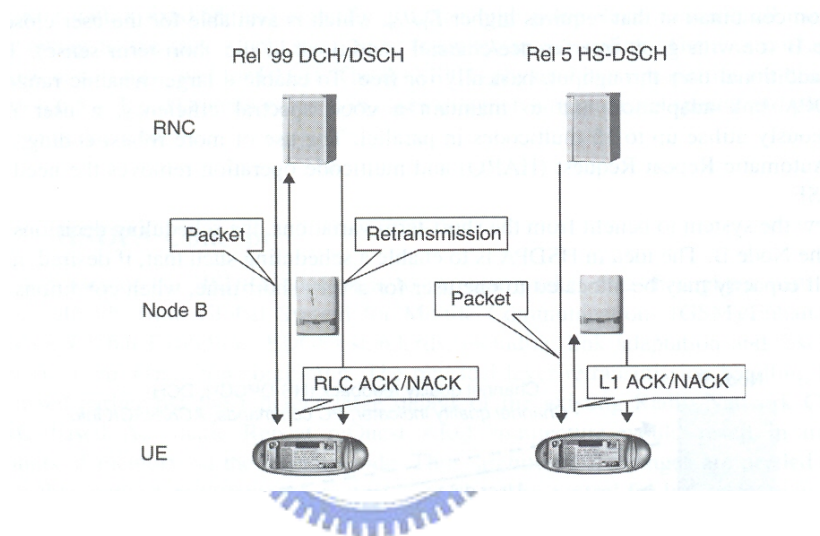 Rel '99 DCH/DSCH
Rel 5 HS-DSCH
RNC
Packet
Retransmission
Node B
Packet
RLC ACK/NACK
L1 ACK/NACK
UE